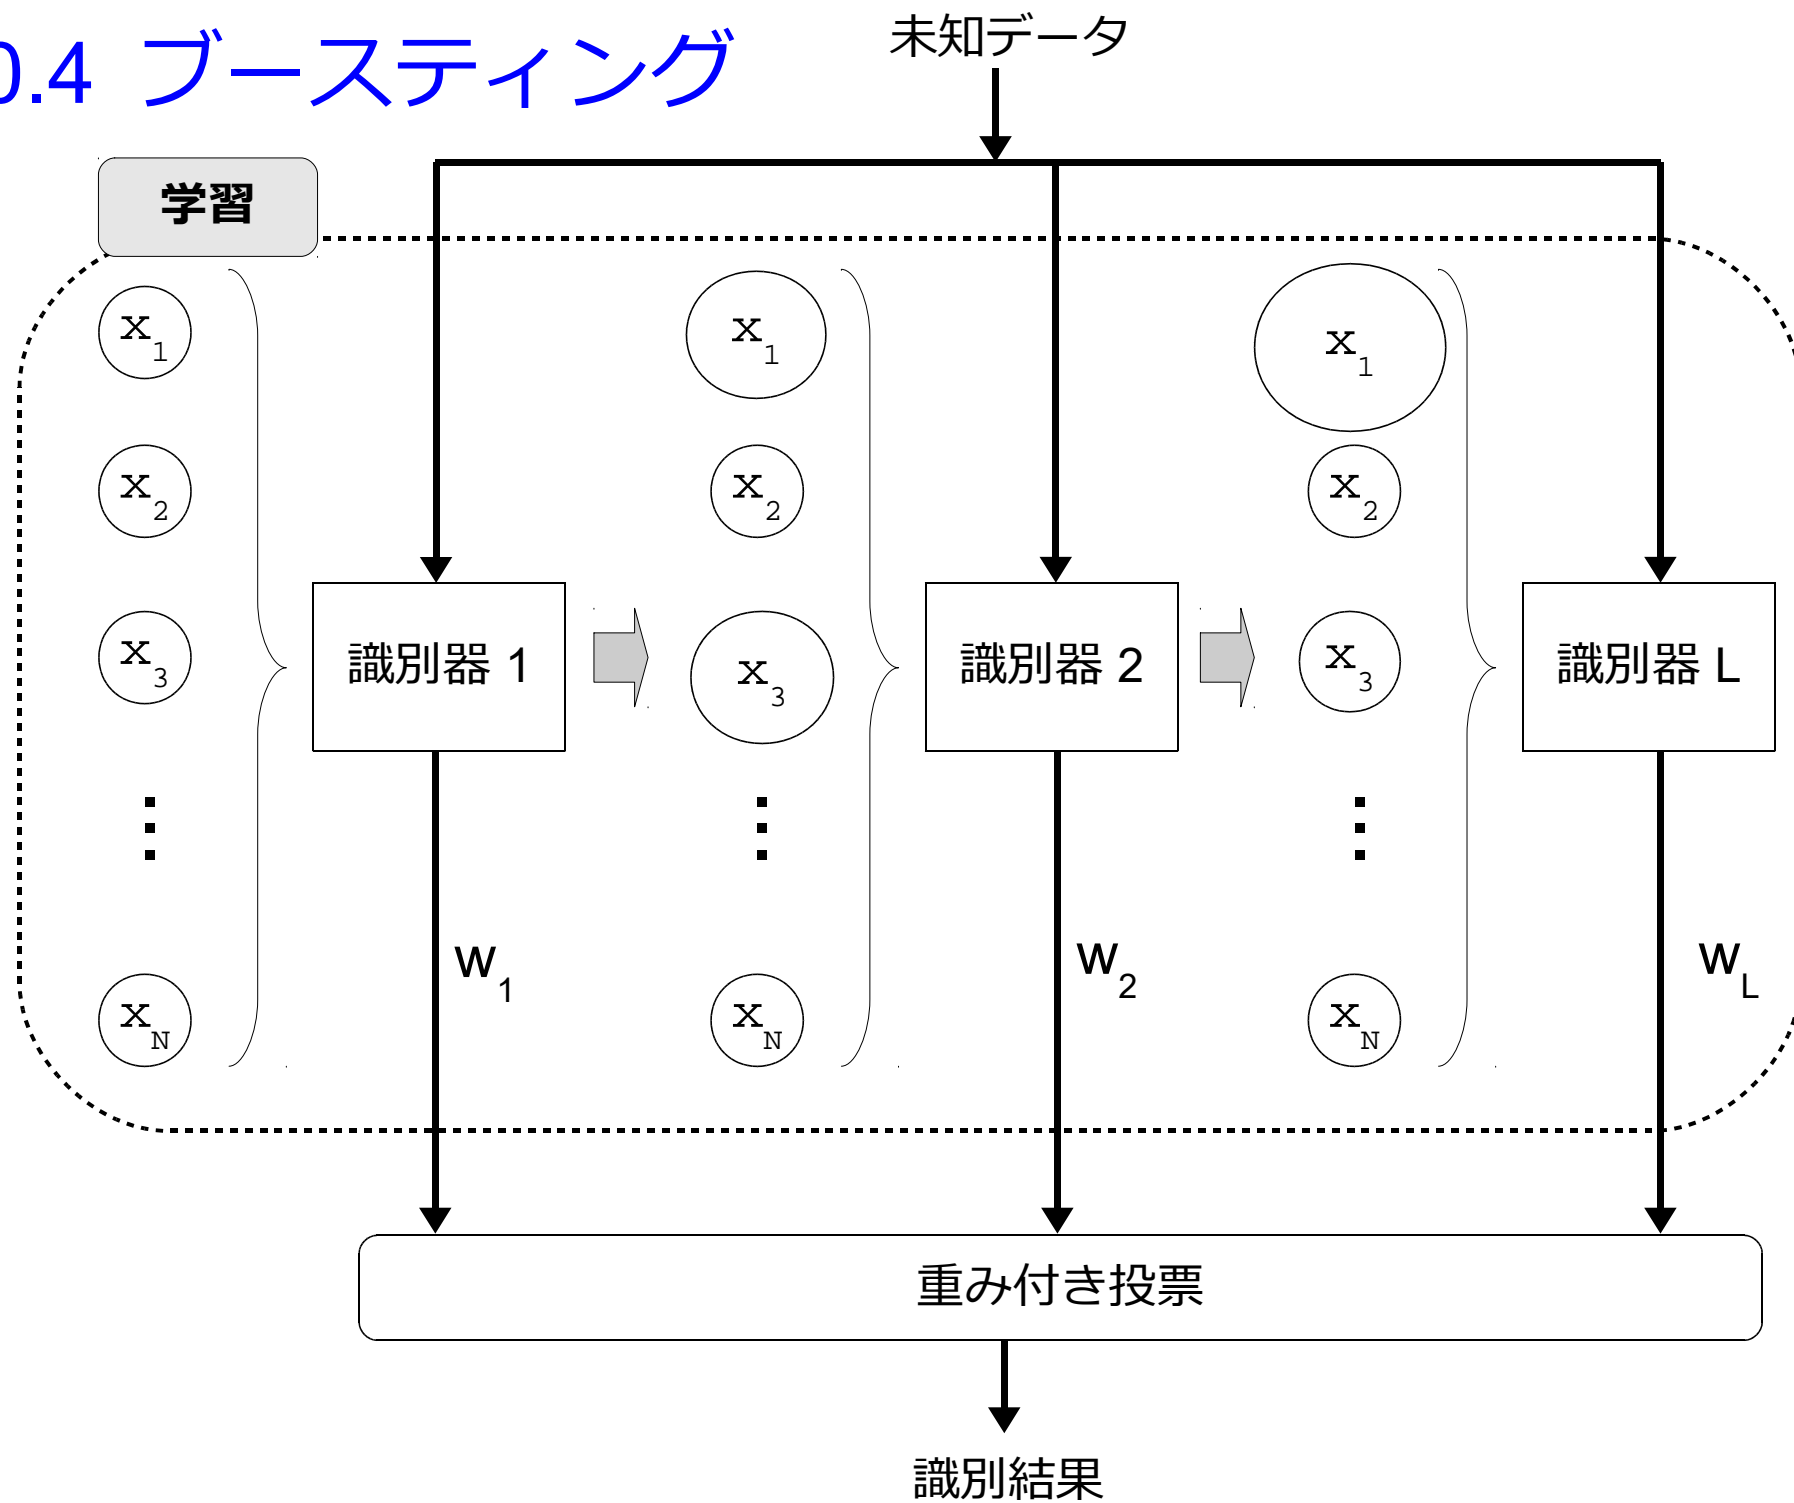 0.4 ブースティング
未知データ
学習
x1 x1 x1
x2 x2 x2
識別器 1 識別器 2 識別器 L
x3 x3 x3
w1 w2 wL
xN xN xN
重み付き投票
識別結果